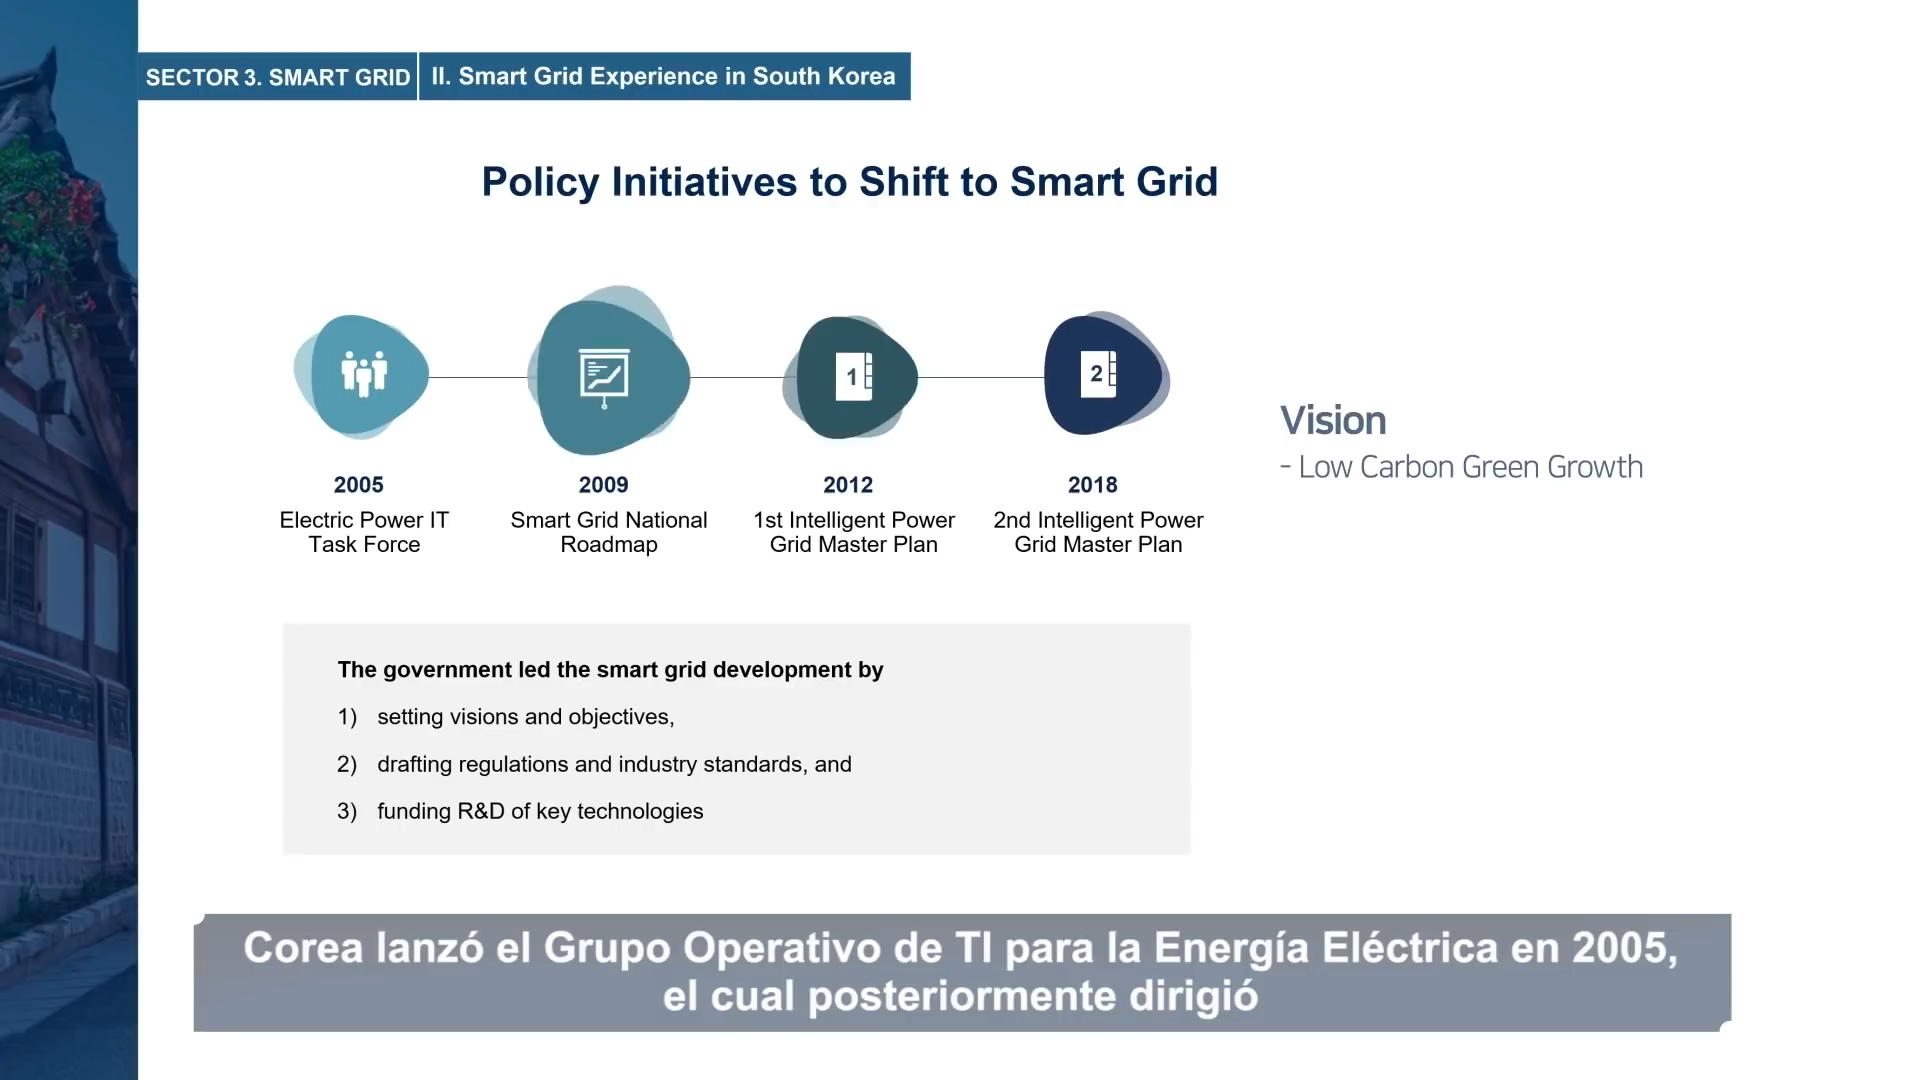 SECTOR 3. SMART GRID
II. Smart Grid Experience in South Korea
Policy Initiatives to Shift to Smart Grid
1
2
2005
Electric Power IT
Task Force
2009
Smart Grid National
Roadmap
2012
1st Intelligent Power
Grid Master Plan
2018
2nd Intelligent Power
Grid Master Plan
Vision
- Low Carbon Green Growth
The government led the smart grid development by
1) setting visions and objectives,
2) drafting regulations and industry standards, and
3) funding R&D of key technologies
Corea lanzó el Grupo Operativo de TI para la Energía Eléctrica en 2005,
el cual posteriormente dirigió